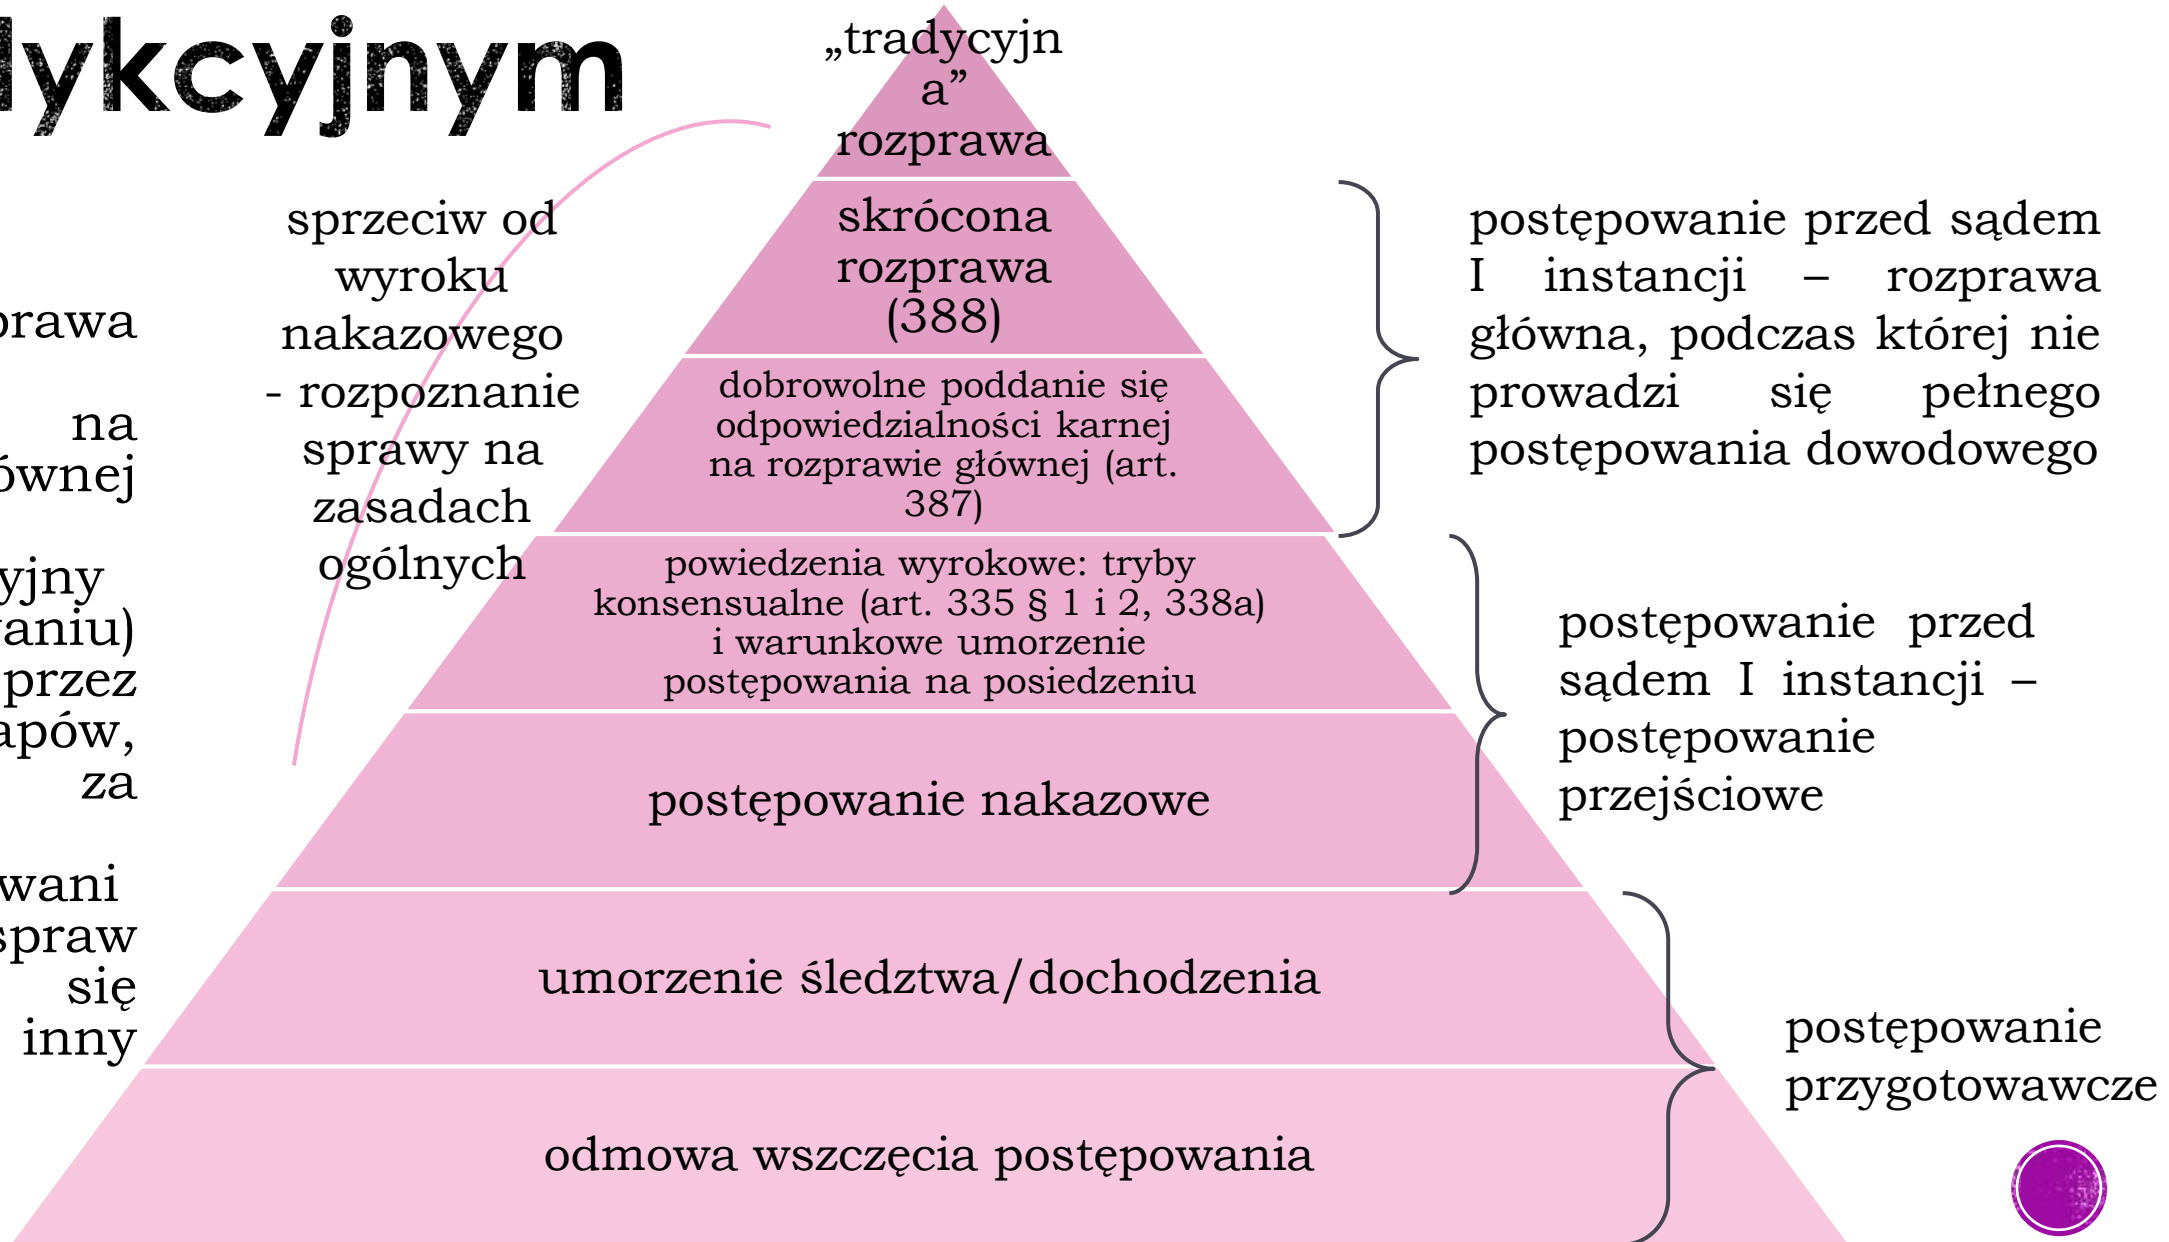 dykcyjnym
prawa
na
ównej
yjny
waniu)
przez
apów,
za
wani
spraw
się
inny
sprzeciw od
wyroku
nakazowego
- rozpoznanie
sprawy na
zasadach
ogólnych
„tradycyjn
a”
rozprawa
skrócona
rozprawa
(388)
dobrowolne poddanie się
odpowiedzialności karnej
na rozprawie głównej (art.
387)
powiedzenia wyrokowe: tryby
konsensualne (art. 335 § 1 i 2, 338a)
i warunkowe umorzenie
postępowania na posiedzeniu
postępowanie nakazowe
umorzenie śledztwa/dochodzenia
odmowa wszczęcia postępowania
postępowanie przed sądem
I instancji – rozprawa
główna, podczas której nie
prowadzi się pełnego
postępowania dowodowego
postępowanie przed
sądem I instancji –
postępowanie
przejściowe
postępowanie
przygotowawcze